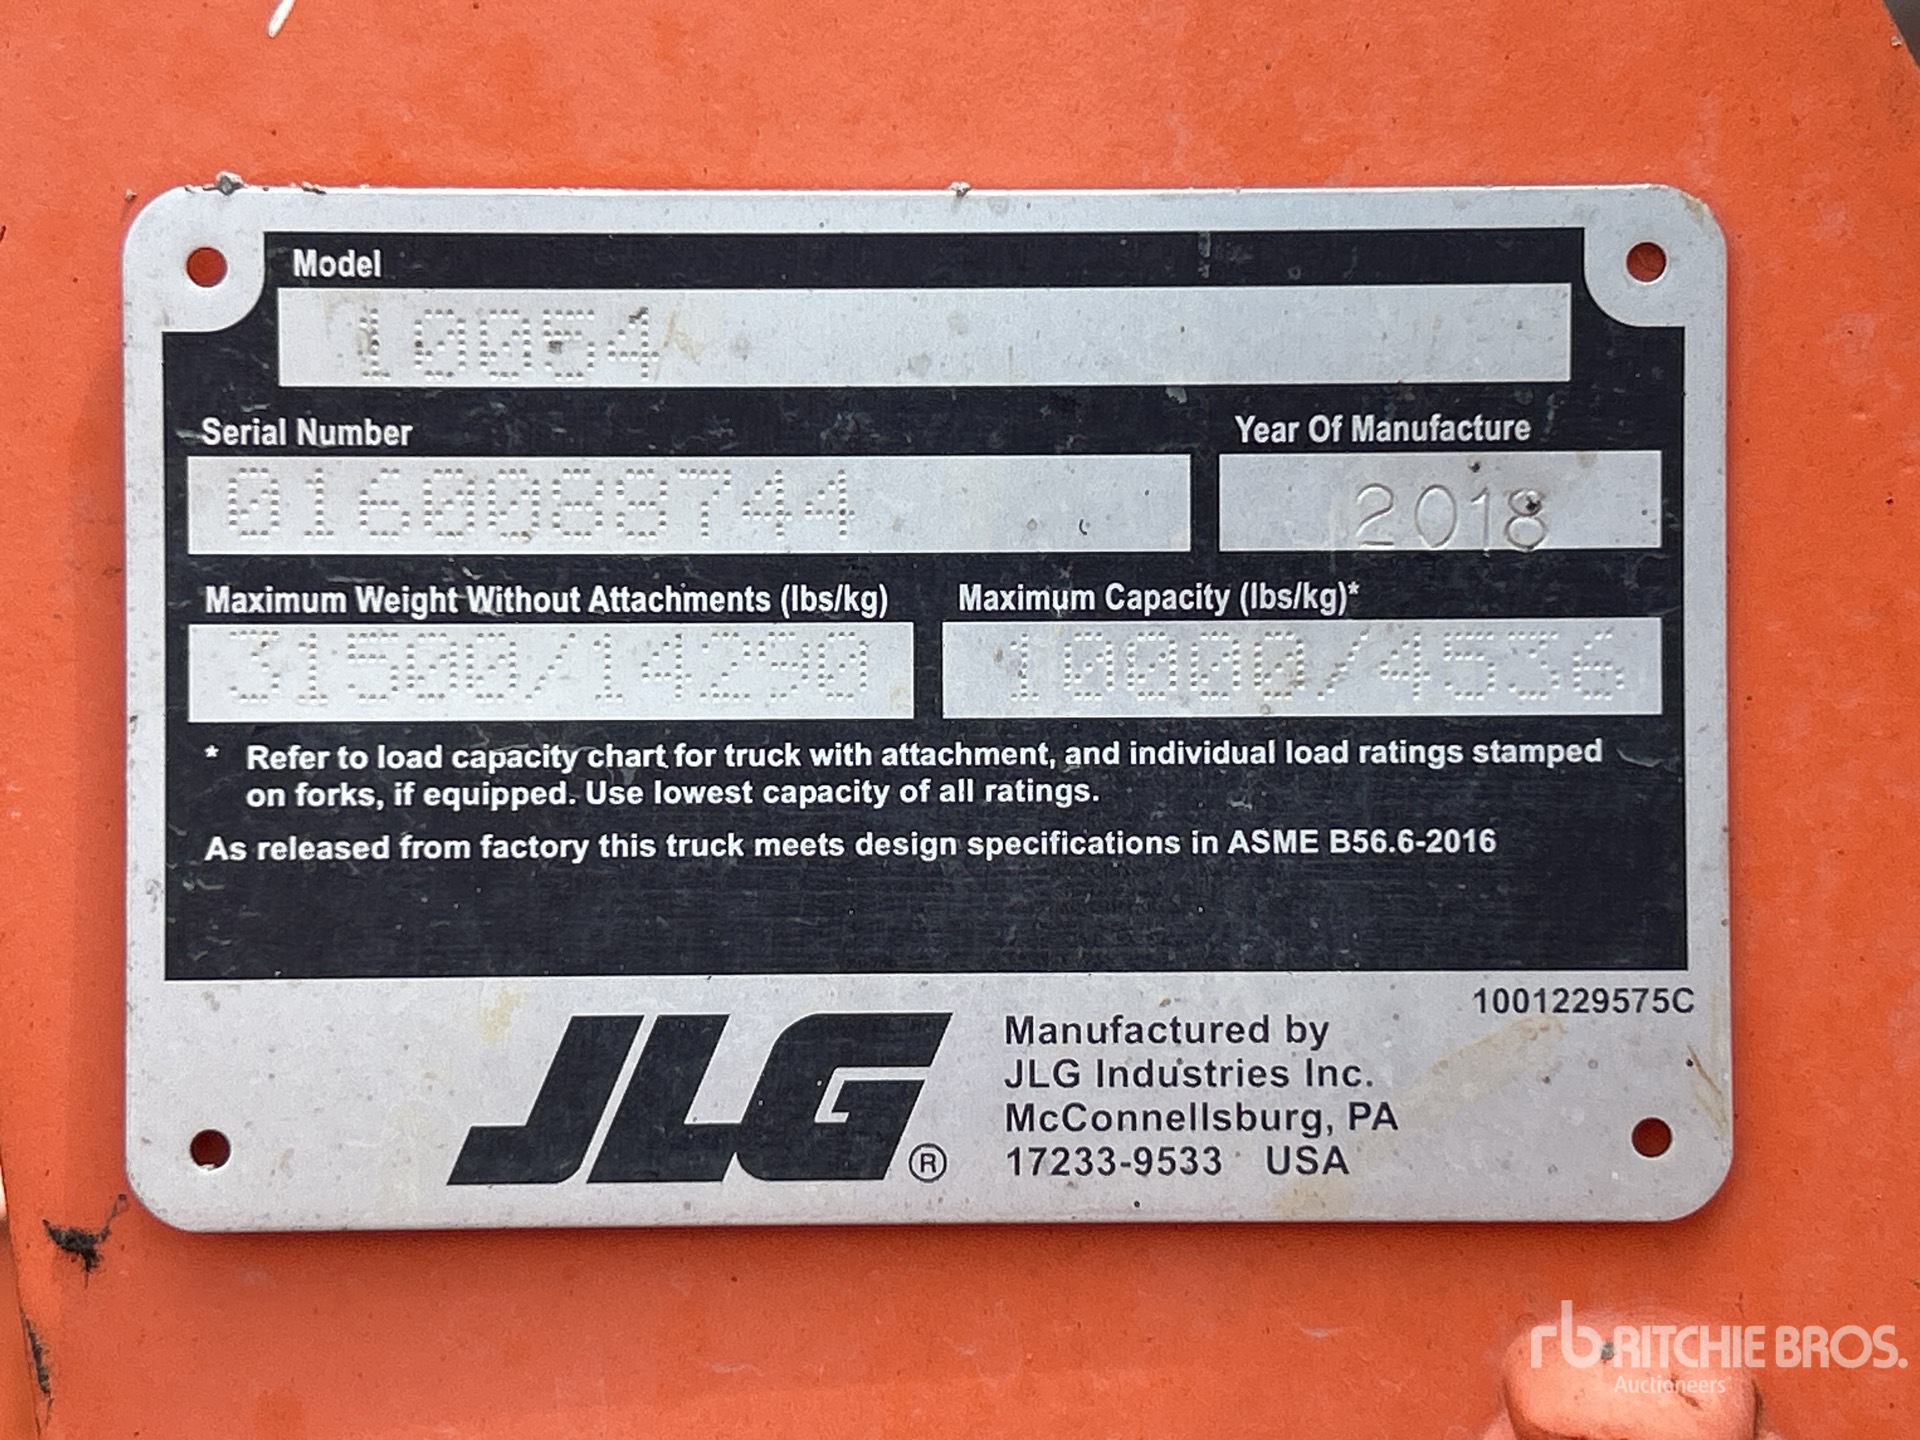 Model
10054
Serial Number
0160088744
Year Of Manufacture
2018
Maximum Weight Without Attachments (lbs/kg)
31500/14290
Maximum Capacity (lbs/kg)*
10000/4536
* Refer to load capacity chart for truck with attachment, and individual load ratings stamped
on forks, if equipped. Use lowest capacity of all ratings.
As released from factory this truck meets design specifications in ASME B56.6-2016
1001229575C
JLG®
Manufactured by
JLG Industries Inc.
McConnellsburg, PA
17233-9533 USA
rb RITCHIE BROS.
Auctioneers